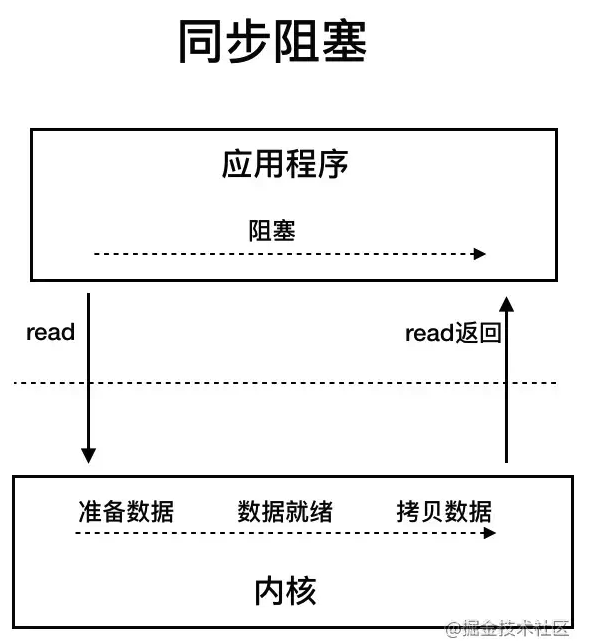 同步阻塞
应用程序
阻塞
read
read返回
准备数据 数据就绪 拷贝数据
内核
@掘金技术社区